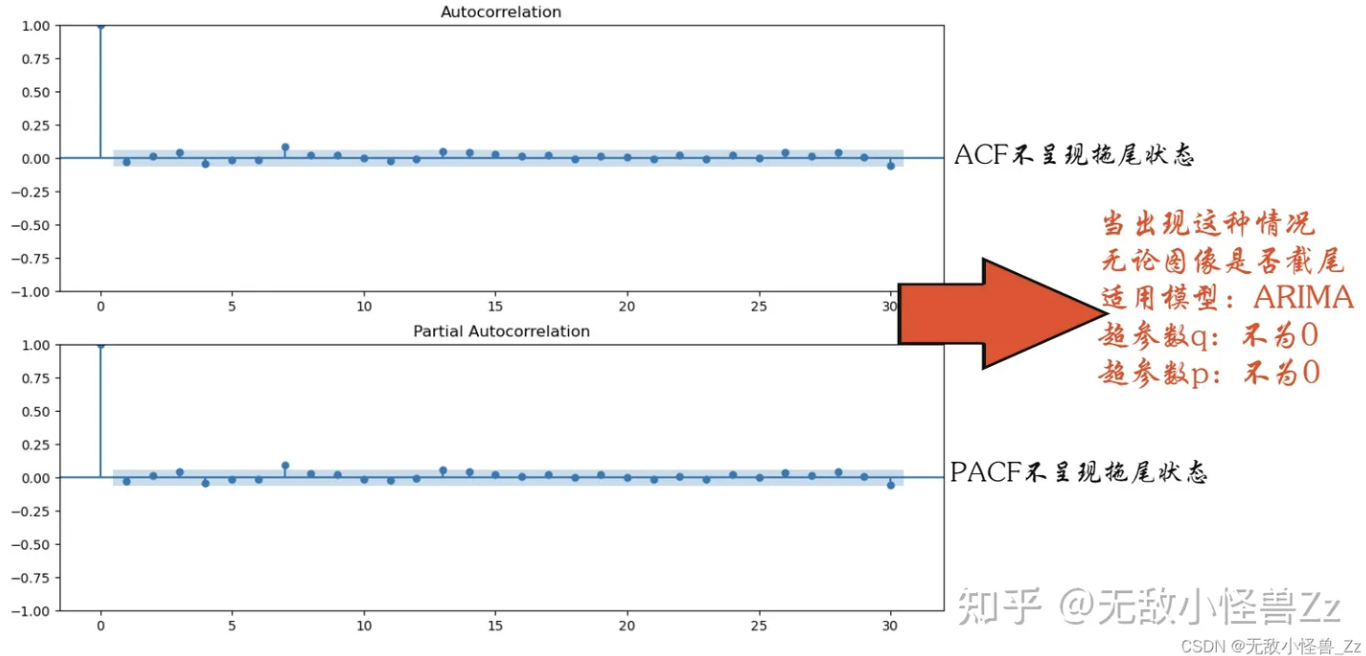 Autocorrelation
1.00
0.75
0.50
0.25
0.00
−0.25
−0.50
−0.75
−1.00
0 5 10 15 20 25 30
ACF不呈现拖尾状态
当出现这种情况
无论图像是否截尾
适用模型：ARIMA
超参数q：不为0
超参数p：不为0
Partial Autocorrelation
1.00
0.75
0.50
0.25
0.00
−0.25
−0.50
−0.75
−1.00
0 5 10 15 20 25 30
PACF不呈现拖尾状态
知乎 @无敌小怪兽Zz
CSDN @无敌小怪兽_Zz